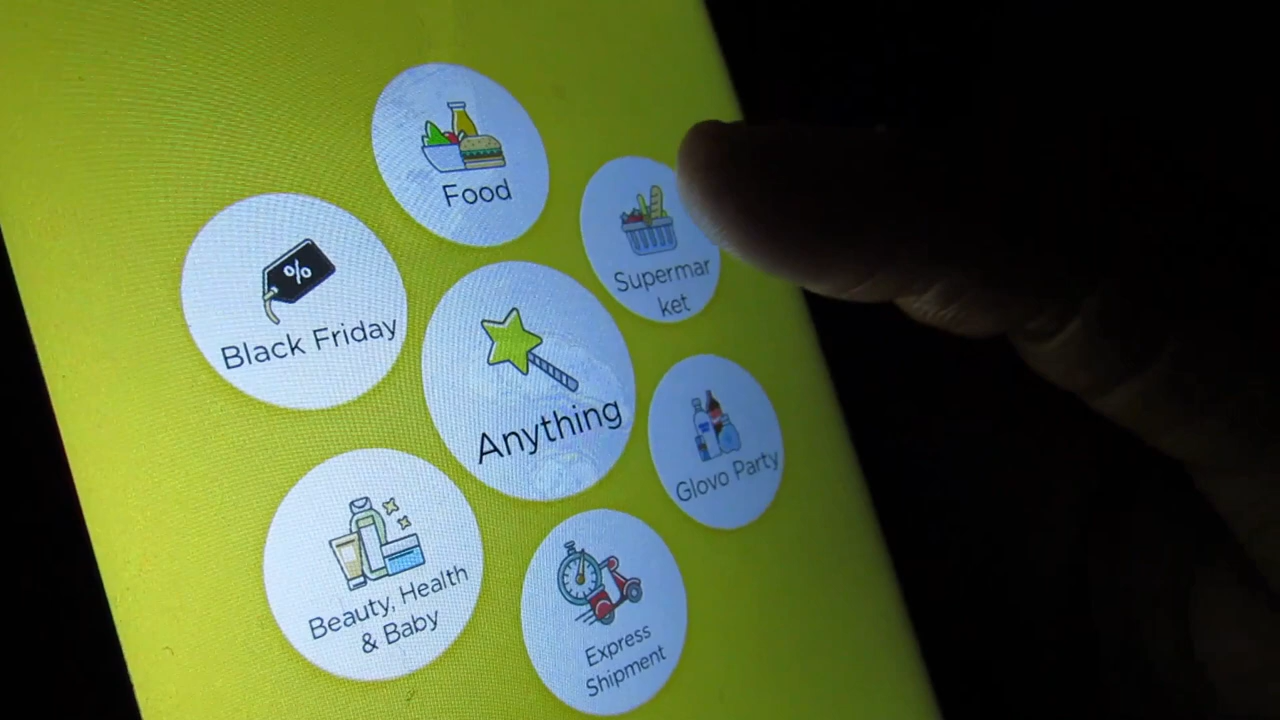 Food
Supermar
ket
%
Black Friday
Anything
Glovo Party
Beauty, Health
& Baby
Express
Shipment